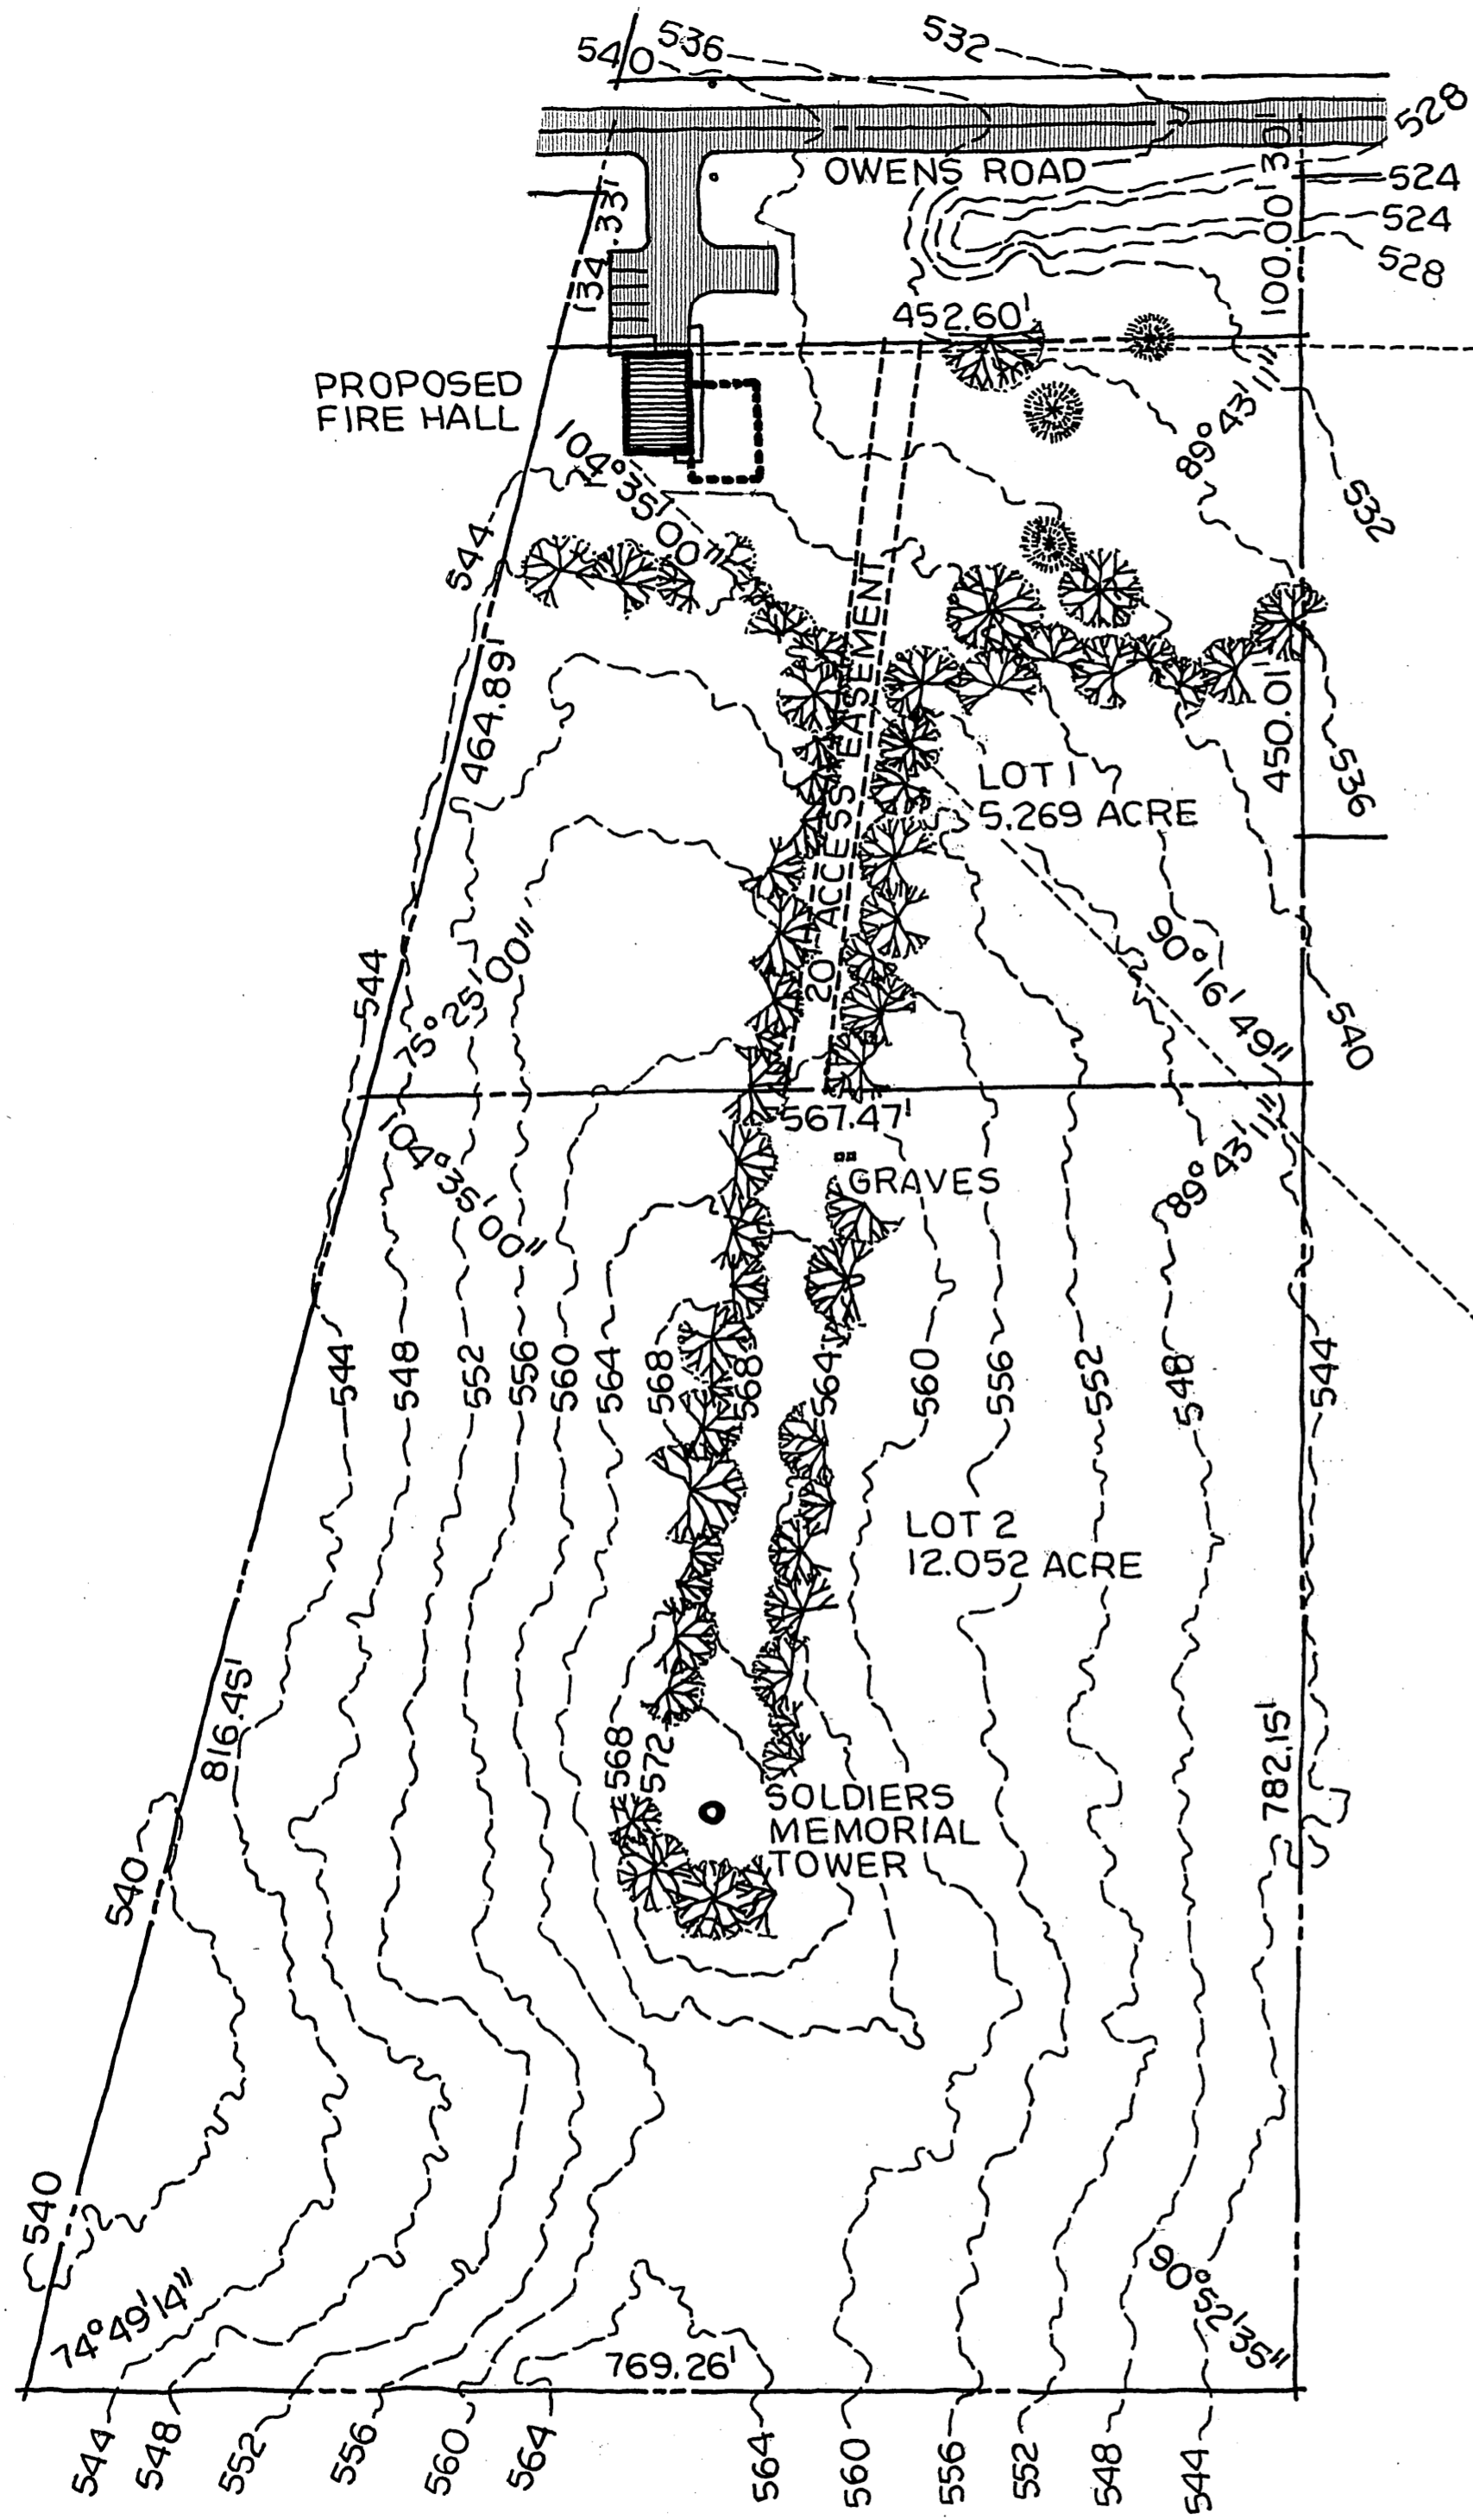 540
536
532
528
OWENS ROAD
30'
524
524
528
134.33'
100.00'
452.60'
PROPOSED
FIRE HALL
89° 43' 11"
104° 35' 00"
532
544
464.89'
20' ACCESS EASEMENT
450.01'
LOT 1
5.269 ACRE
536
544
75° 25' 00"
90° 16' 49"
540
567.47'
104° 35' 00"
GRAVES
89° 43' 11"
544
548
552
556
560
564
568
568
564
560
556
552
548
544
LOT 2
12.052 ACRE
816.45'
782.15'
568
572
SOLDIERS
MEMORIAL
TOWER
540
540
74° 49' 14"
90° 52' 35"
769.26'
544
548
552
556
560
564
564
560
556
552
548
544